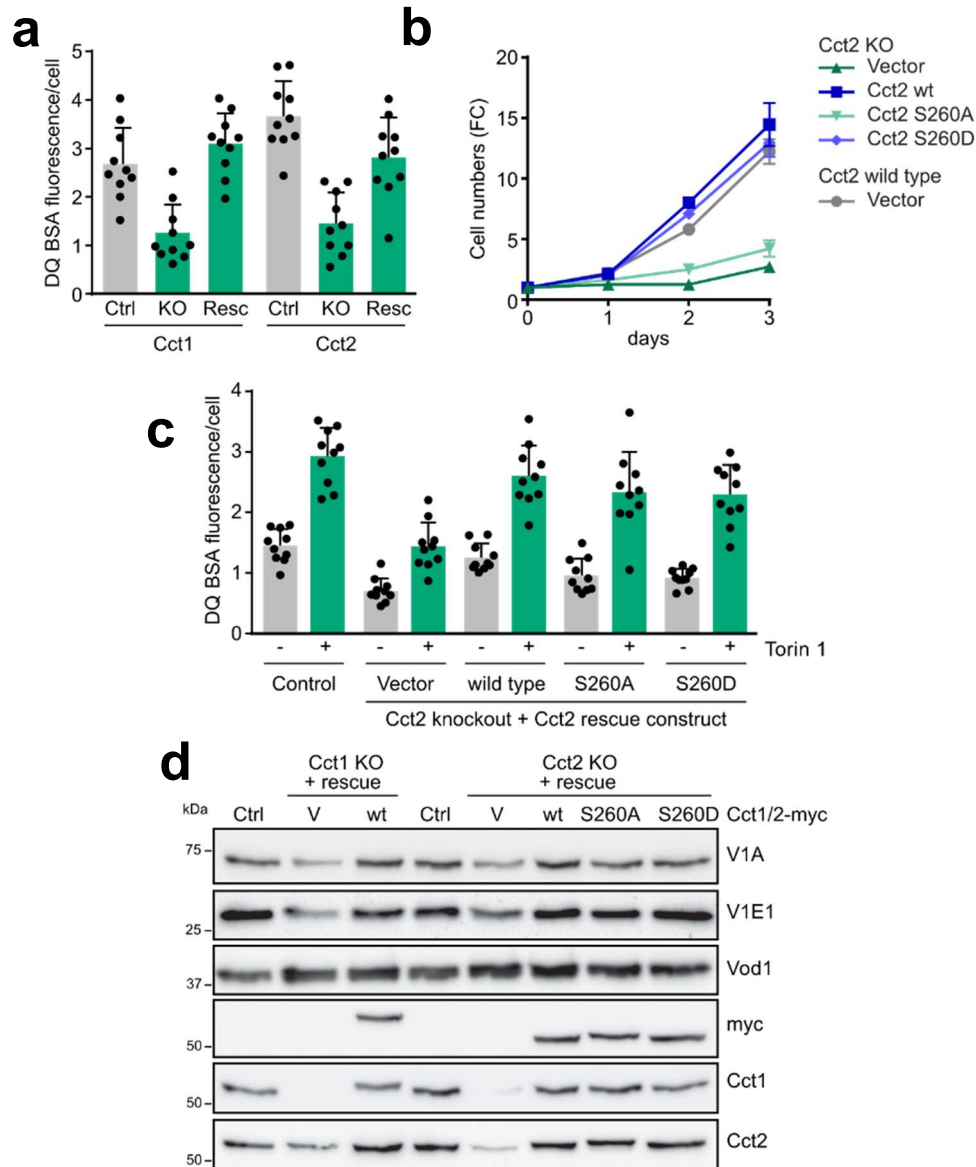 a
DQ BSA fluorescence/cell
5
4
3
2
1
0
Ctrl KO Resc Ctrl KO Resc
Cct1 Cct2
b
Cell numbers (FC)
20
15
10
5
0
0 1 2 3
days
Cct2 KO
Vector
Cct2 wt
Cct2 S260A
Cct2 S260D
Cct2 wild type
Vector
c
DQ BSA fluorescence/cell
4
3
2
1
0
- + - + - + - + - + Torin 1
Control Vector wild type S260A S260D
Cct2 knockout + Cct2 rescue construct
d
Cct1 KO
+ rescue
Cct2 KO
+ rescue
kDa Ctrl V wt Ctrl V wt S260A S260D Cct1/2-myc
75 V1A
25 V1E1
37 Vod1
50 myc
50 Cct1
50 Cct2